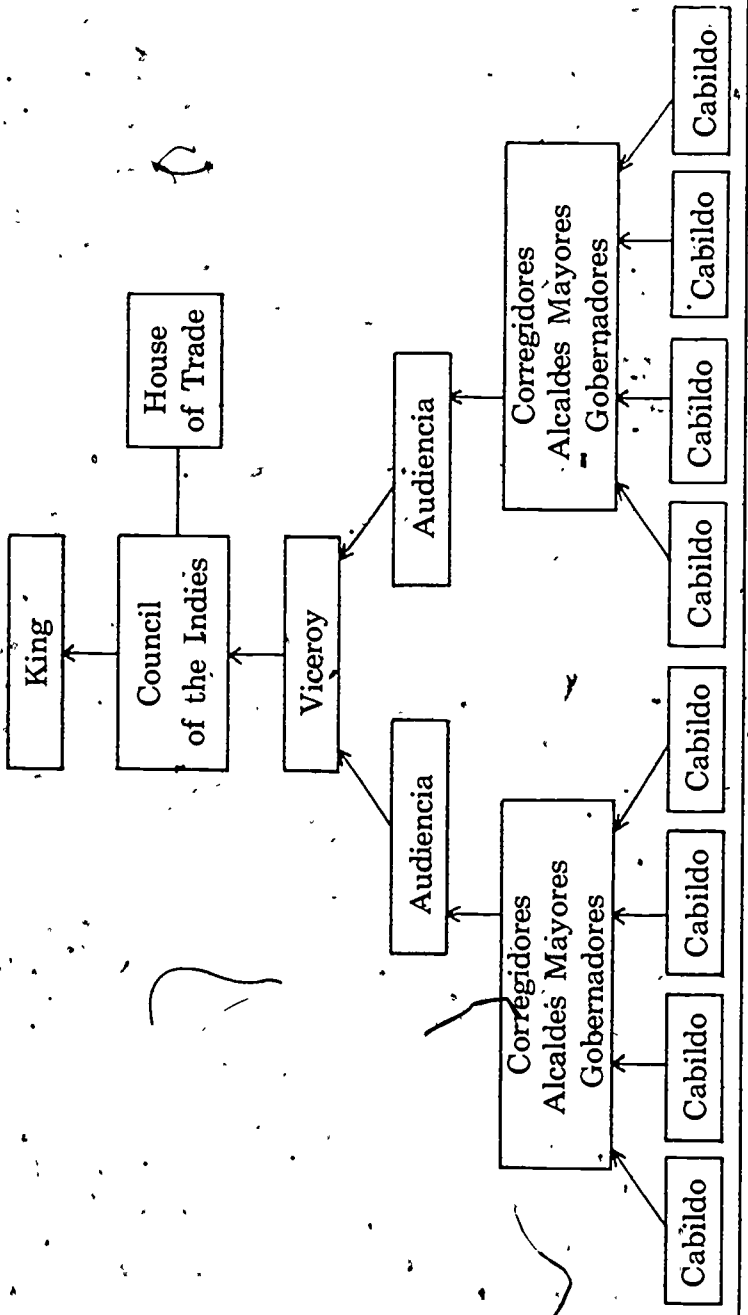 King
Council
of the Indies
House
of Trade
Viceroy
Audiencia
Audiencia
Corregidores
Alcaldes Mayores
Gobernadores
Corregidores
Alcaldes Mayores
Gobernadores
Cabildo
Cabildo
Cabildo
Cabildo
Cabildo
Cabildo
Cabildo
Cabildo